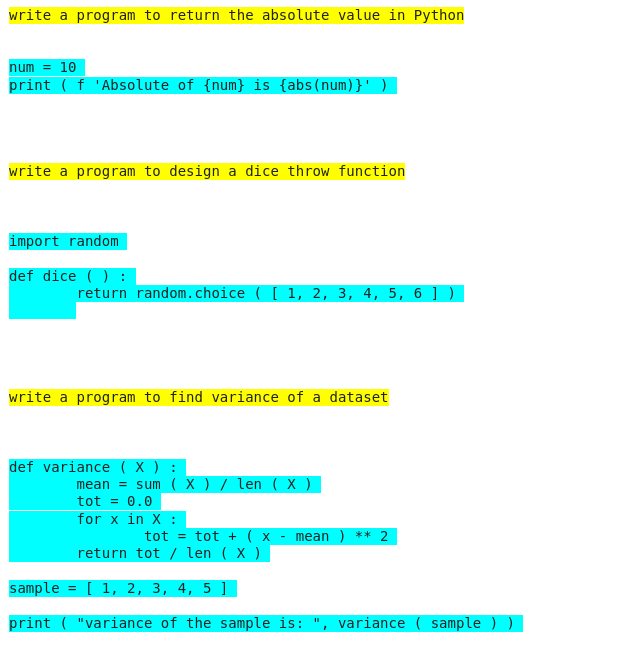 write a program to return the absolute value in Python
num = 10
print ( f 'Absolute of {num} is {abs(num)}' )
write a program to design a dice throw function
import random
def dice ( ) :
        return random.choice ( [ 1, 2, 3, 4, 5, 6 ] )
write a program to find variance of a dataset
def variance ( X ) :
        mean = sum ( X ) / len ( X )
        tot = 0.0
        for x in X :
                tot = tot + ( x - mean ) ** 2
        return tot / len ( X )
sample = [ 1, 2, 3, 4, 5 ]
print ( "variance of the sample is: ", variance ( sample ) )